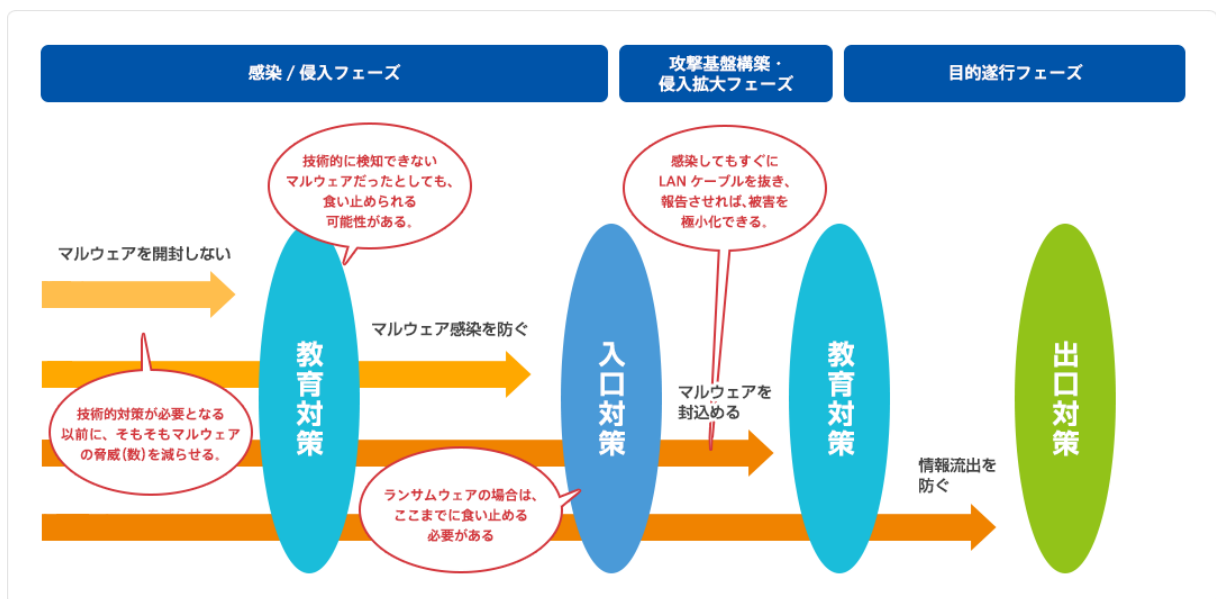 感染 / 侵入フェーズ
攻撃基盤構築・
侵入拡大フェーズ
目的遂行フェーズ
技術的に検知できない
マルウェアだったとしても、
食い止められる
可能性がある。
感染してもすぐに
LAN ケーブルを抜き、
報告させれば、被害を
極小化できる。
マルウェアを開封しない
マルウェア感染を防ぐ
教育対策
入口対策
マルウェアを
封込める
教育対策
出口対策
技術的対策が必要となる
以前に、そもそもマルウェア
の脅威(数)を減らせる。
情報流出を
防ぐ
ランサムウェアの場合は、
ここまでに食い止める
必要がある